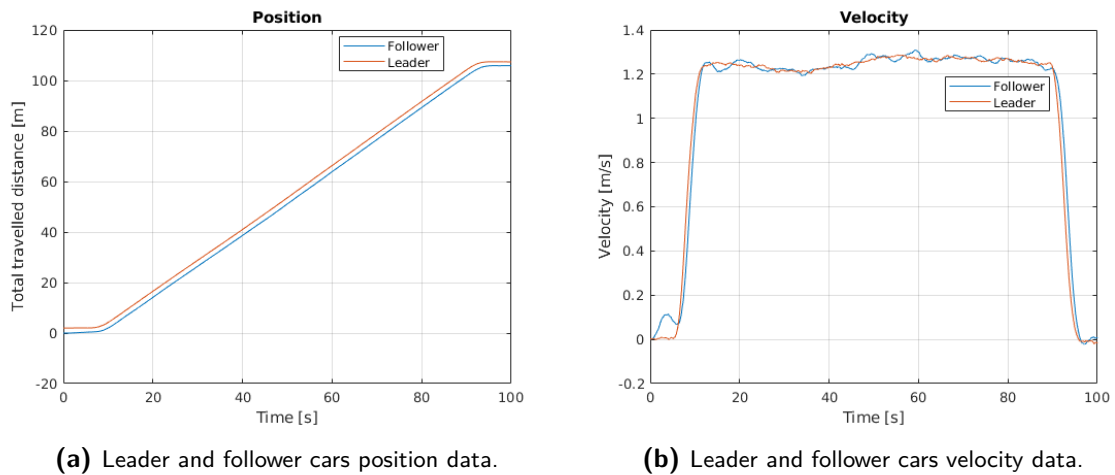 Position
120
100
80
60
40
20
0
-20
0
20
40
60
80
100
Total travelled distance [m]
Time [s]
Follower
Leader
(a) Leader and follower cars position data.
Velocity
1.4
1.2
1
0.8
0.6
0.4
0.2
0
-0.2
0
20
40
60
80
100
Velocity [m/s]
Time [s]
Follower
Leader
(b) Leader and follower cars velocity data.